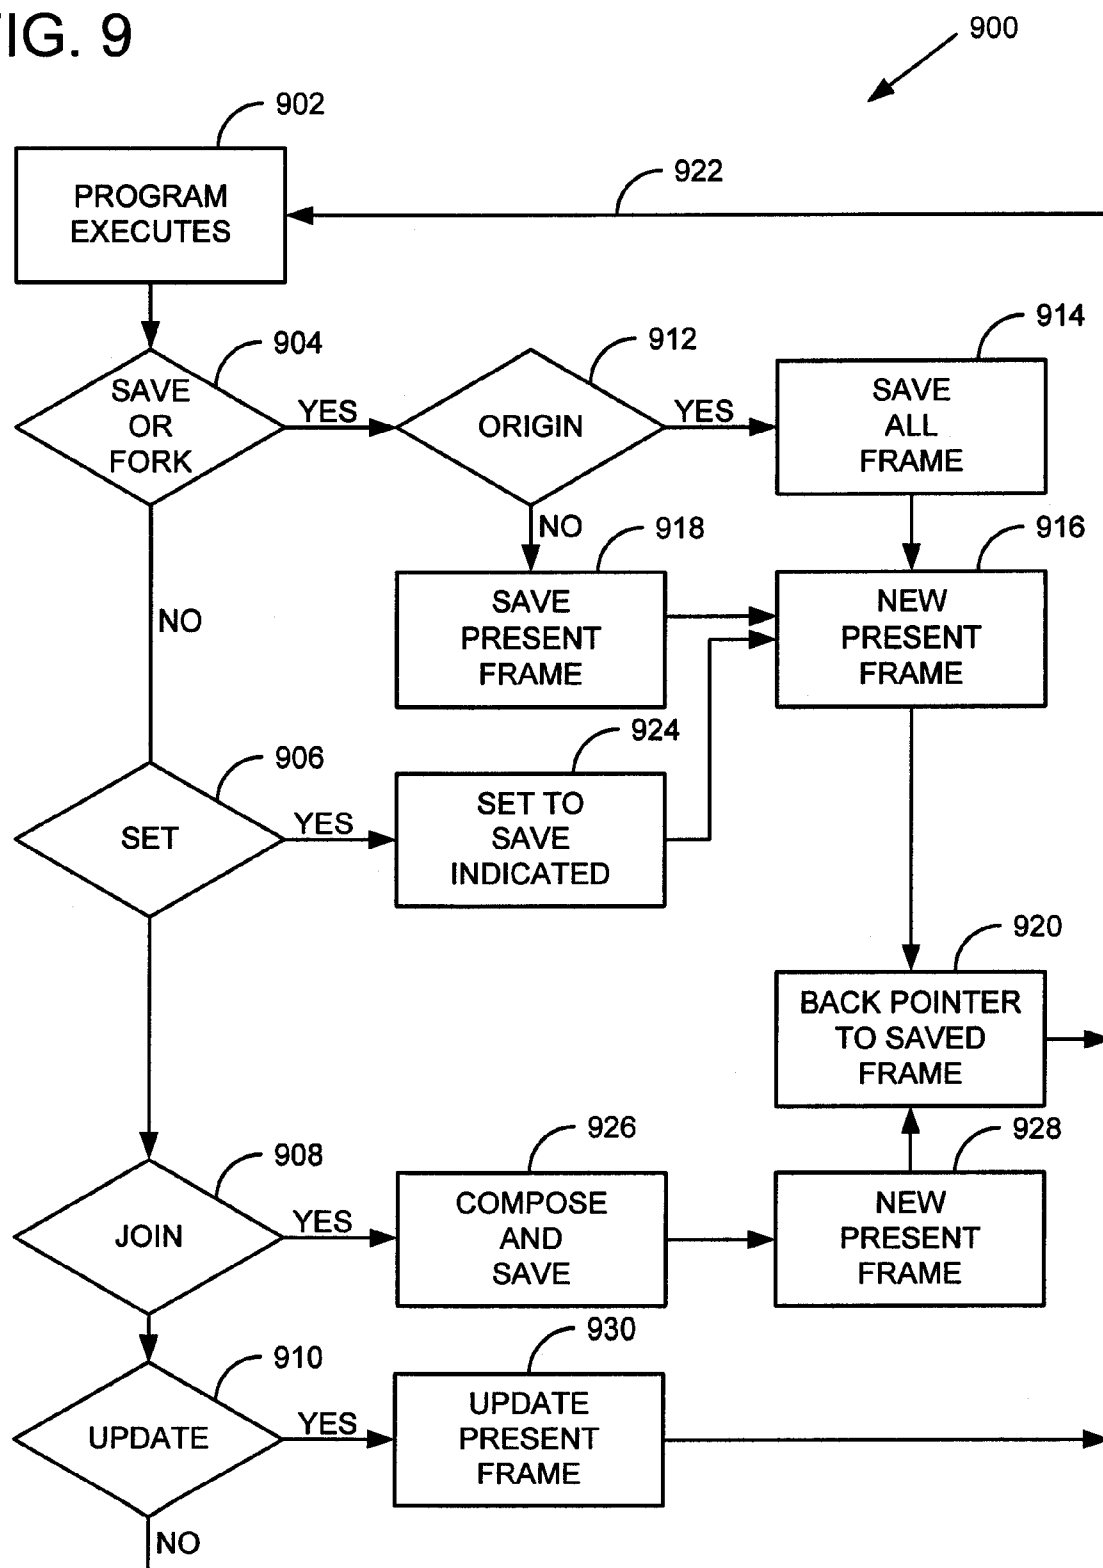 FIG. 9
900
902
PROGRAM
EXECUTES
922
904
SAVE
OR
FORK
YES
912
ORIGIN
YES
914
SAVE
ALL
FRAME
NO
NO
918
SAVE
PRESENT
FRAME
916
NEW
PRESENT
FRAME
906
SET
YES
924
SET TO
SAVE
INDICATED
920
BACK POINTER
TO SAVED
FRAME
908
JOIN
YES
926
COMPOSE
AND
SAVE
928
NEW
PRESENT
FRAME
910
UPDATE
YES
930
UPDATE
PRESENT
FRAME
NO